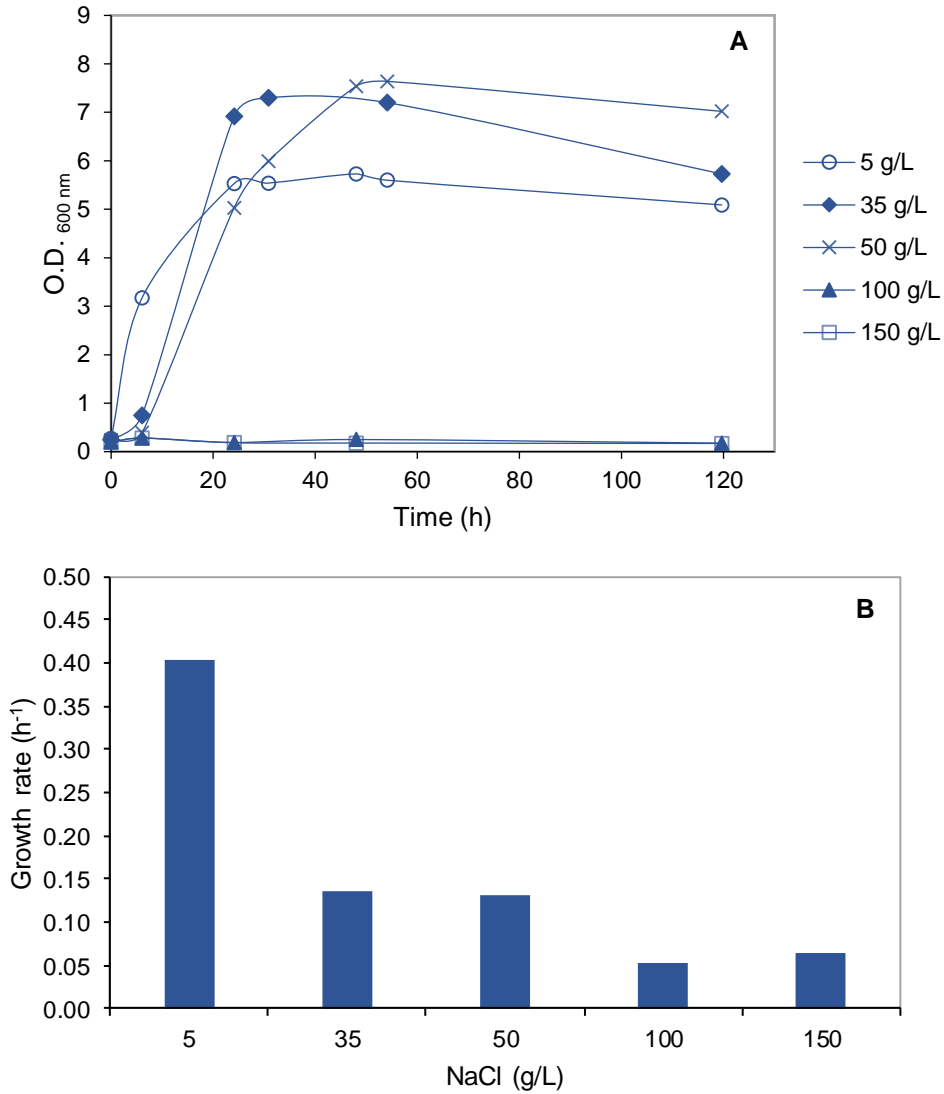 A
9
8
7
6
5
4
3
2
1
0
O.D. 600 nm
0 20 40 60 80 100 120
Time (h)
5 g/L
35 g/L
50 g/L
100 g/L
150 g/L
B
0.50
0.45
0.40
0.35
0.30
0.25
0.20
0.15
0.10
0.05
0.00
Growth rate (h-1)
5 35 50 100 150
NaCl (g/L)